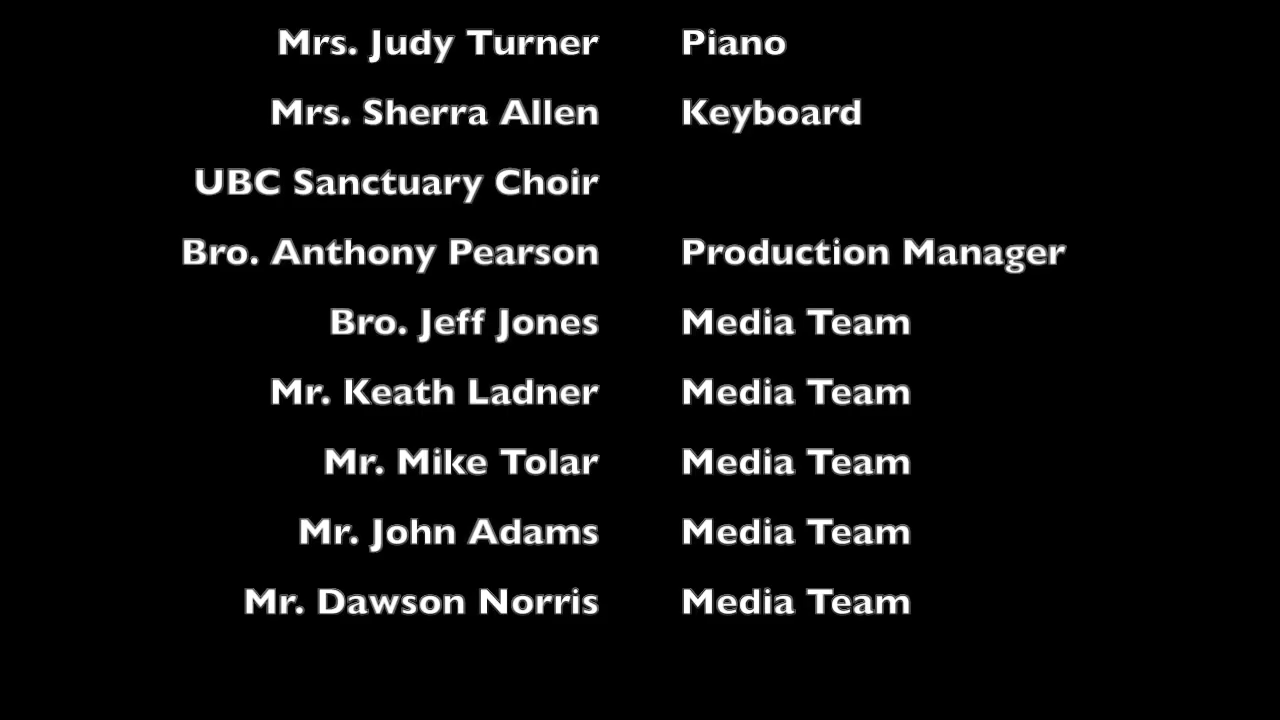 Mrs. Judy Turner Piano
Mrs. Sherra Allen Keyboard
UBC Sanctuary Choir
Bro. Anthony Pearson Production Manager
Bro. Jeff Jones Media Team
Mr. Keath Ladner Media Team
Mr. Mike Tolar Media Team
Mr. John Adams Media Team
Mr. Dawson Norris Media Team